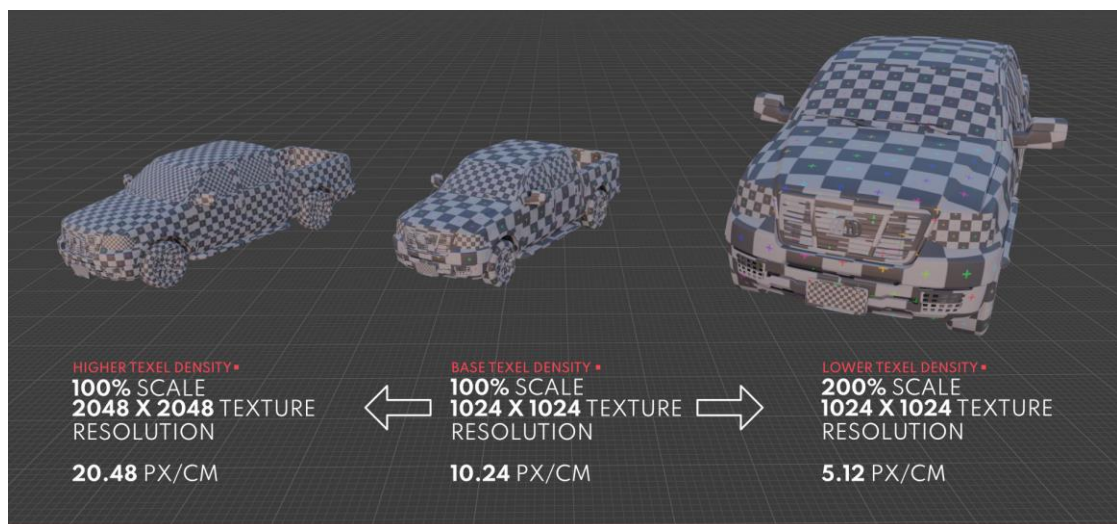 HIGHER TEXEL DENSITY
100% SCALE
2048 X 2048 TEXTURE
RESOLUTION
20.48 PX/CM
BASE TEXEL DENSITY
100% SCALE
1024 X 1024 TEXTURE
RESOLUTION
10.24 PX/CM
LOWER TEXEL DENSITY
200% SCALE
1024 X 1024 TEXTURE
RESOLUTION
5.12 PX/CM